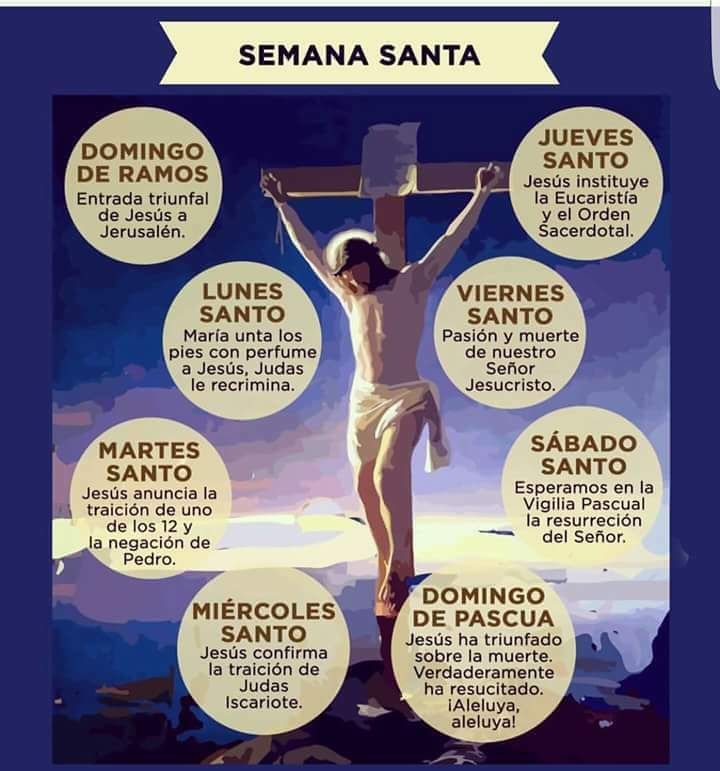 SEMANA SANTA
DOMINGO
DE RAMOS
Entrada triunfal
de Jesús a
Jerusalén.
LUNES
SANTO
María unta los
pies con perfume
a Jesús, Judas
le recrimina.
MARTES
SANTO
Jesús anuncia la
traición de uno
de los 12 y
la negación de
Pedro.
MIÉRCOLES
SANTO
Jesús confirma
la traición de
Judas
Iscariote.
JUEVES
SANTO
Jesús instituye
la Eucaristía
y el Orden
Sacerdotal.
VIERNES
SANTO
Pasión y muerte
de nuestro
Señor
Jesucristo.
SÁBADO
SANTO
Esperamos en la
Vigilia Pascual
la resurreción
del Señor.
DOMINGO
DE PASCUA
Jesús ha triunfado
sobre la muerte.
Verdaderamente
ha resucitado.
¡Aleluya,
aleluya!